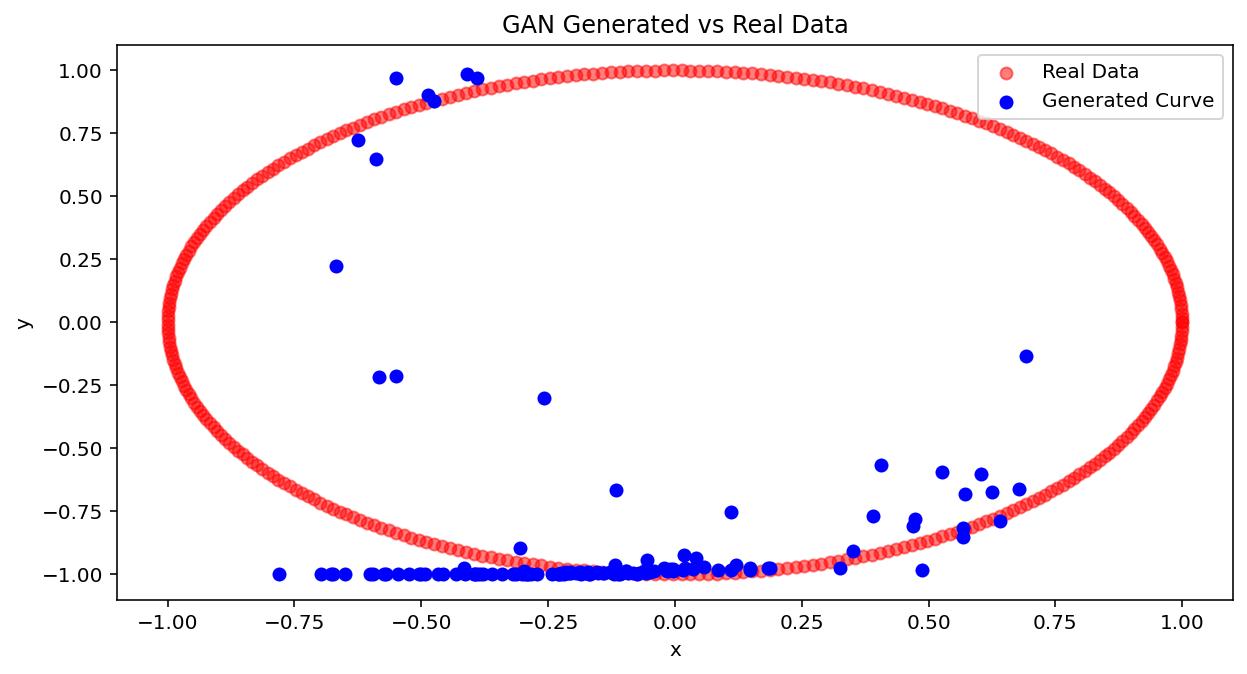 GAN Generated vs Real Data
Real Data
Generated Curve
1.00
0.75
0.50
0.25
0.00
−0.25
−0.50
−0.75
−1.00
y
−1.00 −0.75 −0.50 −0.25 0.00 0.25 0.50 0.75 1.00
x